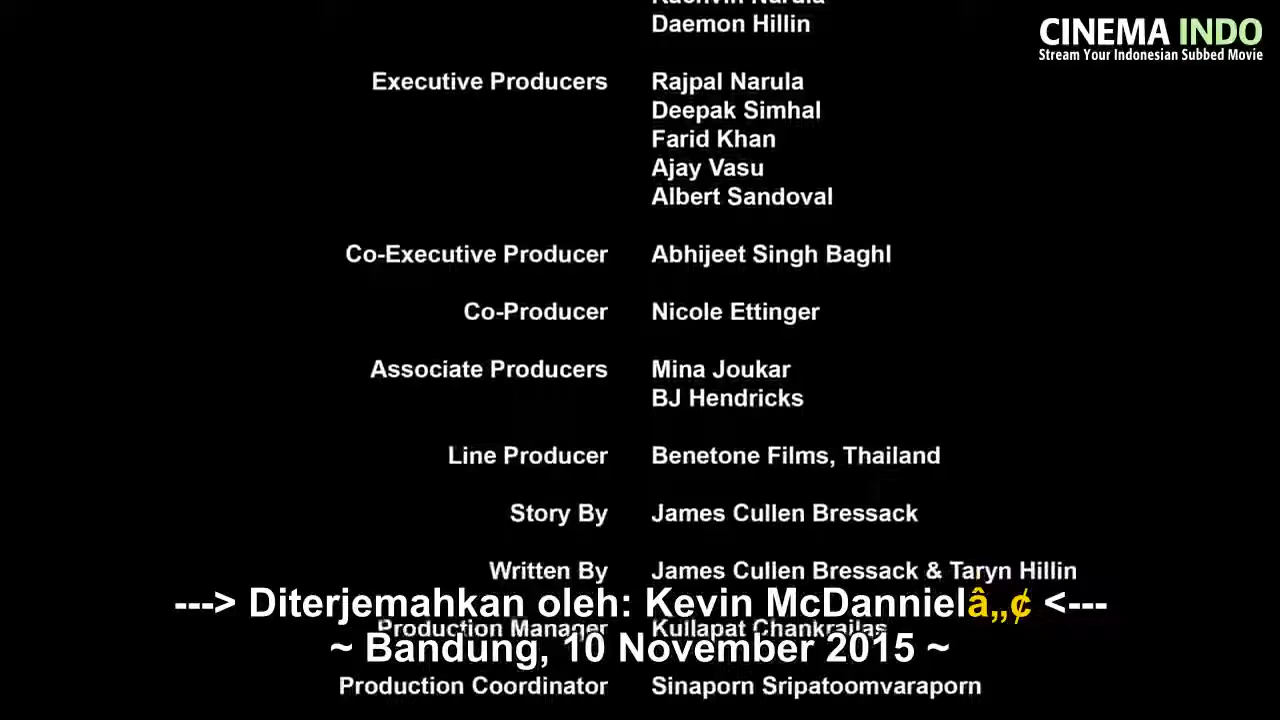 Daemon Hillin
CINEMA INDO
Stream Your Indonesian Subbed Movie
Executive Producers Rajpal Narula
Deepak Simhal
Farid Khan
Ajay Vasu
Albert Sandoval
Co-Executive Producer Abhijeet Singh Baghl
Co-Producer Nicole Ettinger
Associate Producers Mina Joukar
BJ Hendricks
Line Producer Benetone Films, Thailand
Story By James Cullen Bressack
Written By James Cullen Bressack & Taryn Hillin
---> Diterjemahkan oleh: Kevin McDannielâ„¢ <---
Production Manager Kullapat Chankrailas
~ Bandung, 10 November 2015 ~
Production Coordinator Sinaporn Sripatoomvaraporn